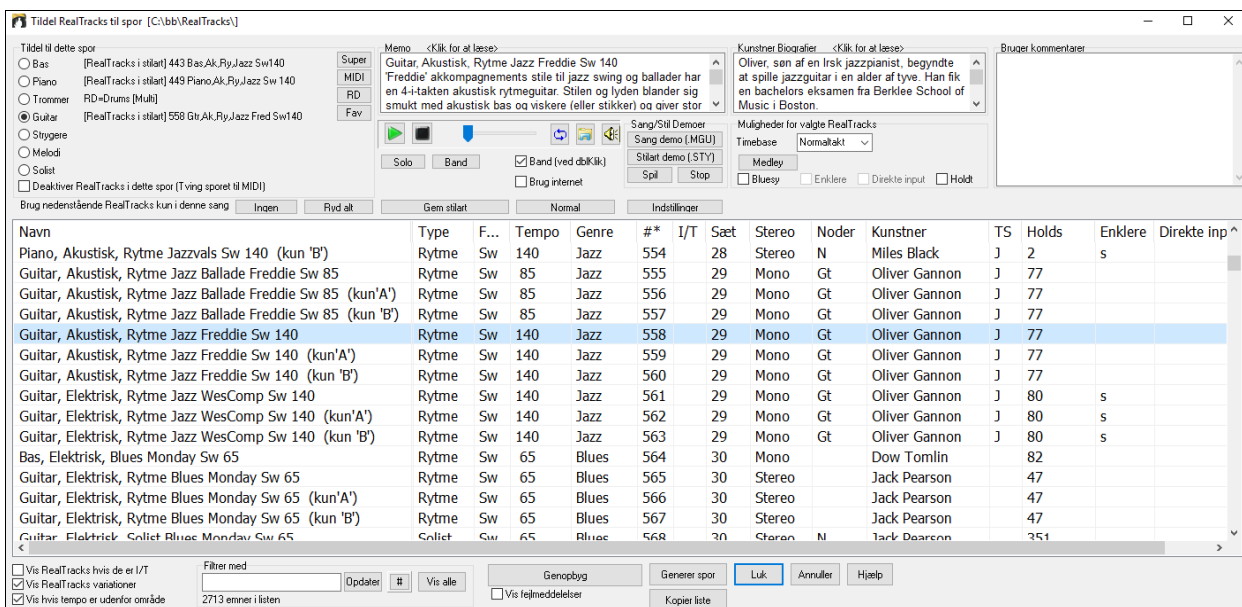 Tildel RealTracks til spor [C:\bb\RealTracks\]
Tildel til dette spor
Bas [RealTracks i stilart] 443 Bas,Ak,Ry,Jazz Sw140
Piano [RealTracks i stilart] 449 Piano,Ak,Ry,Jazz Sw 140
Trommer RD=Drums [Multi]
Guitar [RealTracks i stilart] 558 Gtr,Ak,Ry,Jazz Fred Sw140
Strygere
Melodi
Solist
Deaktiver RealTracks i dette spor (Tving sporet til MIDI)
Super
MIDI
RD
Fav
Memo <Klik for at læse>
Guitar, Akustisk, Rytme Jazz Freddie Sw 140
'Freddie' akkompagnements stile til jazz swing og ballader har
en 4-i-takten akustisk rytmeguitar. Stilen og lyden blander sig
smukt med akustisk bas og viskere (eller stikker) og giver stor
Solo Band
Band (ved dblKlik)
Brug internet
Sang/Stil Demoer
Sang demo (.MGU)
Stilart demo (.STY)
Spil Stop
Kunstner Biografier <Klik for at læse>
Oliver, søn af en Irsk jazzpianist, begyndte
at spille jazzguitar i en alder af tyve. Han fik
en bachelors eksamen fra Berklee School of
Music i Boston.
Muligheder for valgte RealTracks
Timebase Normaltakt
Medley
Bluesy Enklere Direkte input Holdt
Bruger kommentarer
Brug nedenstående RealTracks kun i denne sang Ingen Ryd alt Gem stilart Normal Indstillinger
Navn Type F... Tempo Genre #* I/T Sæt Stereo Noder Kunstner TS Holds Enklere Direkte inp
Piano, Akustisk, Rytme Jazzvals Sw 140 (kun 'B') Rytme Sw 140 Jazz 554 28 Stereo N Miles Black J 2 s
Guitar, Akustisk, Rytme Jazz Ballade Freddie Sw 85 Rytme Sw 85 Jazz 555 29 Mono Gt Oliver Gannon J 77
Guitar, Akustisk, Rytme Jazz Ballade Freddie Sw 85 (kun'A') Rytme Sw 85 Jazz 556 29 Mono Gt Oliver Gannon J 77
Guitar, Akustisk, Rytme Jazz Ballade Freddie Sw 85 (kun 'B') Rytme Sw 85 Jazz 557 29 Mono Gt Oliver Gannon J 77
Guitar, Akustisk, Rytme Jazz Freddie Sw 140 Rytme Sw 140 Jazz 558 29 Mono Gt Oliver Gannon J 77
Guitar, Akustisk, Rytme Jazz Freddie Sw 140 (kun'A') Rytme Sw 140 Jazz 559 29 Mono Gt Oliver Gannon J 77
Guitar, Akustisk, Rytme Jazz Freddie Sw 140 (kun 'B') Rytme Sw 140 Jazz 560 29 Mono Gt Oliver Gannon J 77
Guitar, Elektrisk, Rytme Jazz WesComp Sw 140 Rytme Sw 140 Jazz 561 29 Mono Gt Oliver Gannon J 80 s
Guitar, Elektrisk, Rytme Jazz WesComp Sw 140 (kun'A') Rytme Sw 140 Jazz 562 29 Mono Gt Oliver Gannon J 80 s
Guitar, Elektrisk, Rytme Jazz WesComp Sw 140 (kun 'B') Rytme Sw 140 Jazz 563 29 Mono Gt Oliver Gannon J 80 s
Bas, Elektrisk, Blues Monday Sw 65 Rytme Sw 65 Blues 564 30 Mono Dow Tomlin 82
Guitar, Elektrisk, Rytme Blues Monday Sw 65 Rytme Sw 65 Blues 565 30 Stereo Jack Pearson 47
Guitar, Elektrisk, Rytme Blues Monday Sw 65 (kun'A') Rytme Sw 65 Blues 566 30 Stereo Jack Pearson 47
Guitar, Elektrisk, Rytme Blues Monday Sw 65 (kun 'B') Rytme Sw 65 Blues 567 30 Stereo Jack Pearson 47
Guitar, Elektrisk, Solist Blues Monday Sw 65 Solist Sw 65 Blues 568 30 Stereo N Jack Pearson 351
Vis RealTracks hvis de er I/T
Vis RealTracks variationer
Vis hvis tempo er udenfor område
Filtrer med
Opdater # Vis alle
2713 emner i listen
Genopbyg
Vis fejlmeddelelser
Generer spor Luk Annuller Hjælp
Kopier liste